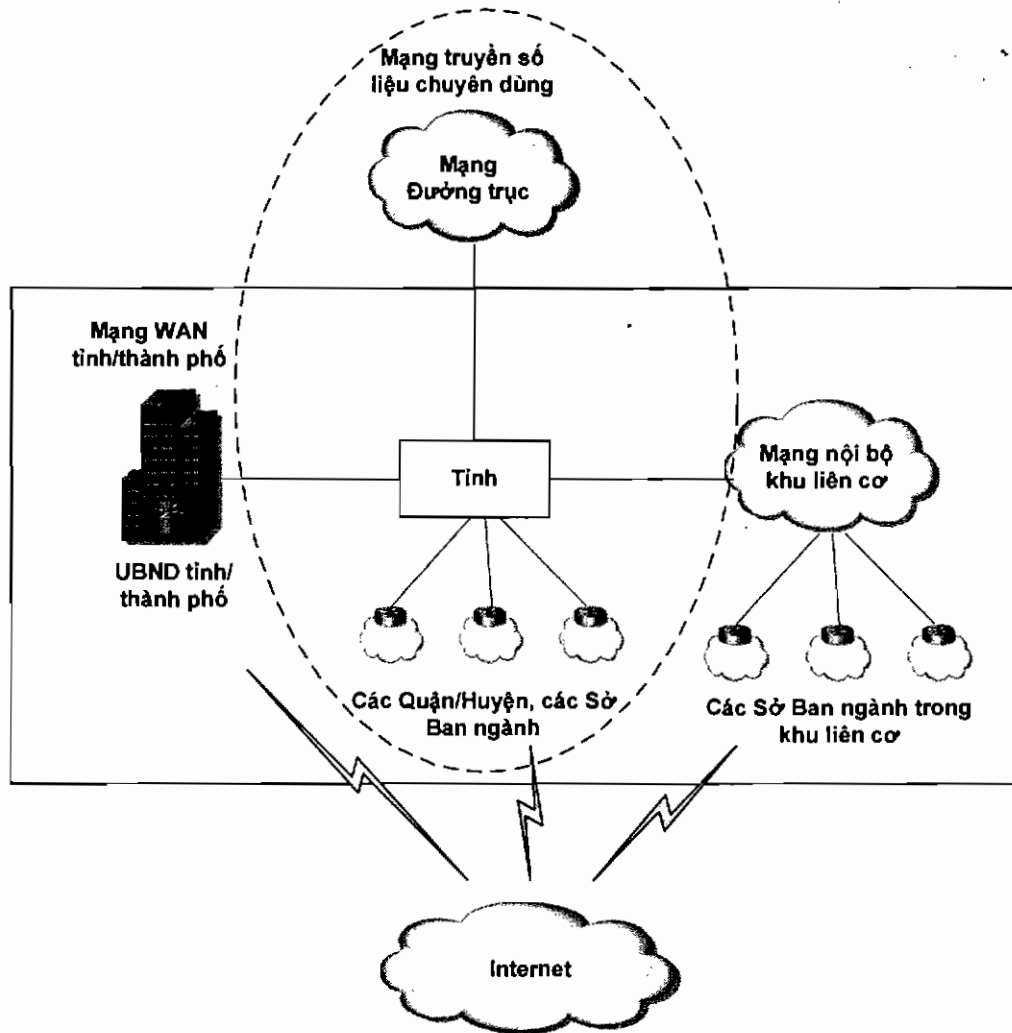 Mạng truyền số
liệu chuyên dùng
Mạng
Đường trục
Mạng WAN
tỉnh/thành phố
Tỉnh
Mạng nội bộ
khu liên cơ
UBND tỉnh/
thành phố
Các Quận/Huyện, các Sở
Ban ngành
Các Sở Ban ngành trong
khu liên cơ
Internet